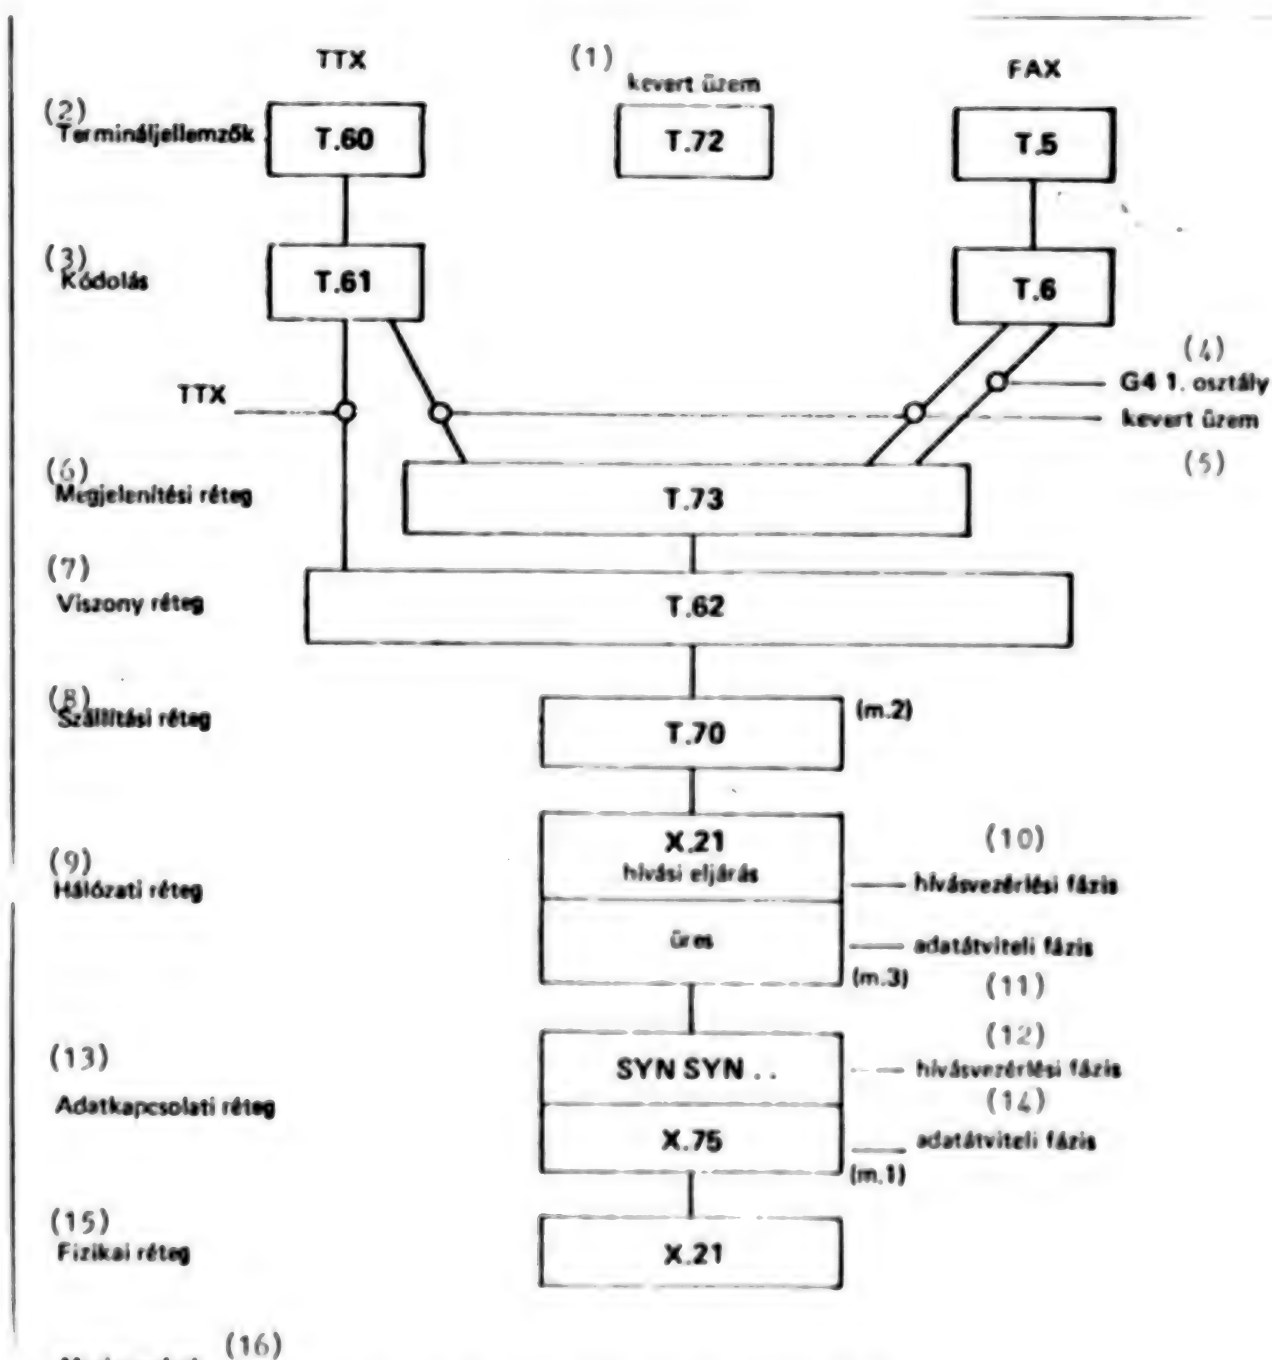 TTX
(1)
kevert üzem
FAX
(2)
Termináljellemzők
T.60
T.72
T.5
(3)
Kódolás
T.61
T.6
(4)
TTX
G4 1. osztály
kevert üzem
(5)
(6)
Megjelenítési réteg
T.73
(7)
Viszony réteg
T.62
(8)
Szállítási réteg
T.70
(m.2)
(9)
Hálózati réteg
X.21
hívási eljárás
(10)
hívásvezérlési fázis
üres
adatátviteli fázis
(m.3)
(11)
(12)
(13)
Adatkapcsolati réteg
SYN SYN . .
hívásvezérlési fázis
(14)
X.75
adatátviteli fázis
(m.1)
(15)
Fizikai réteg
X.21
(16)